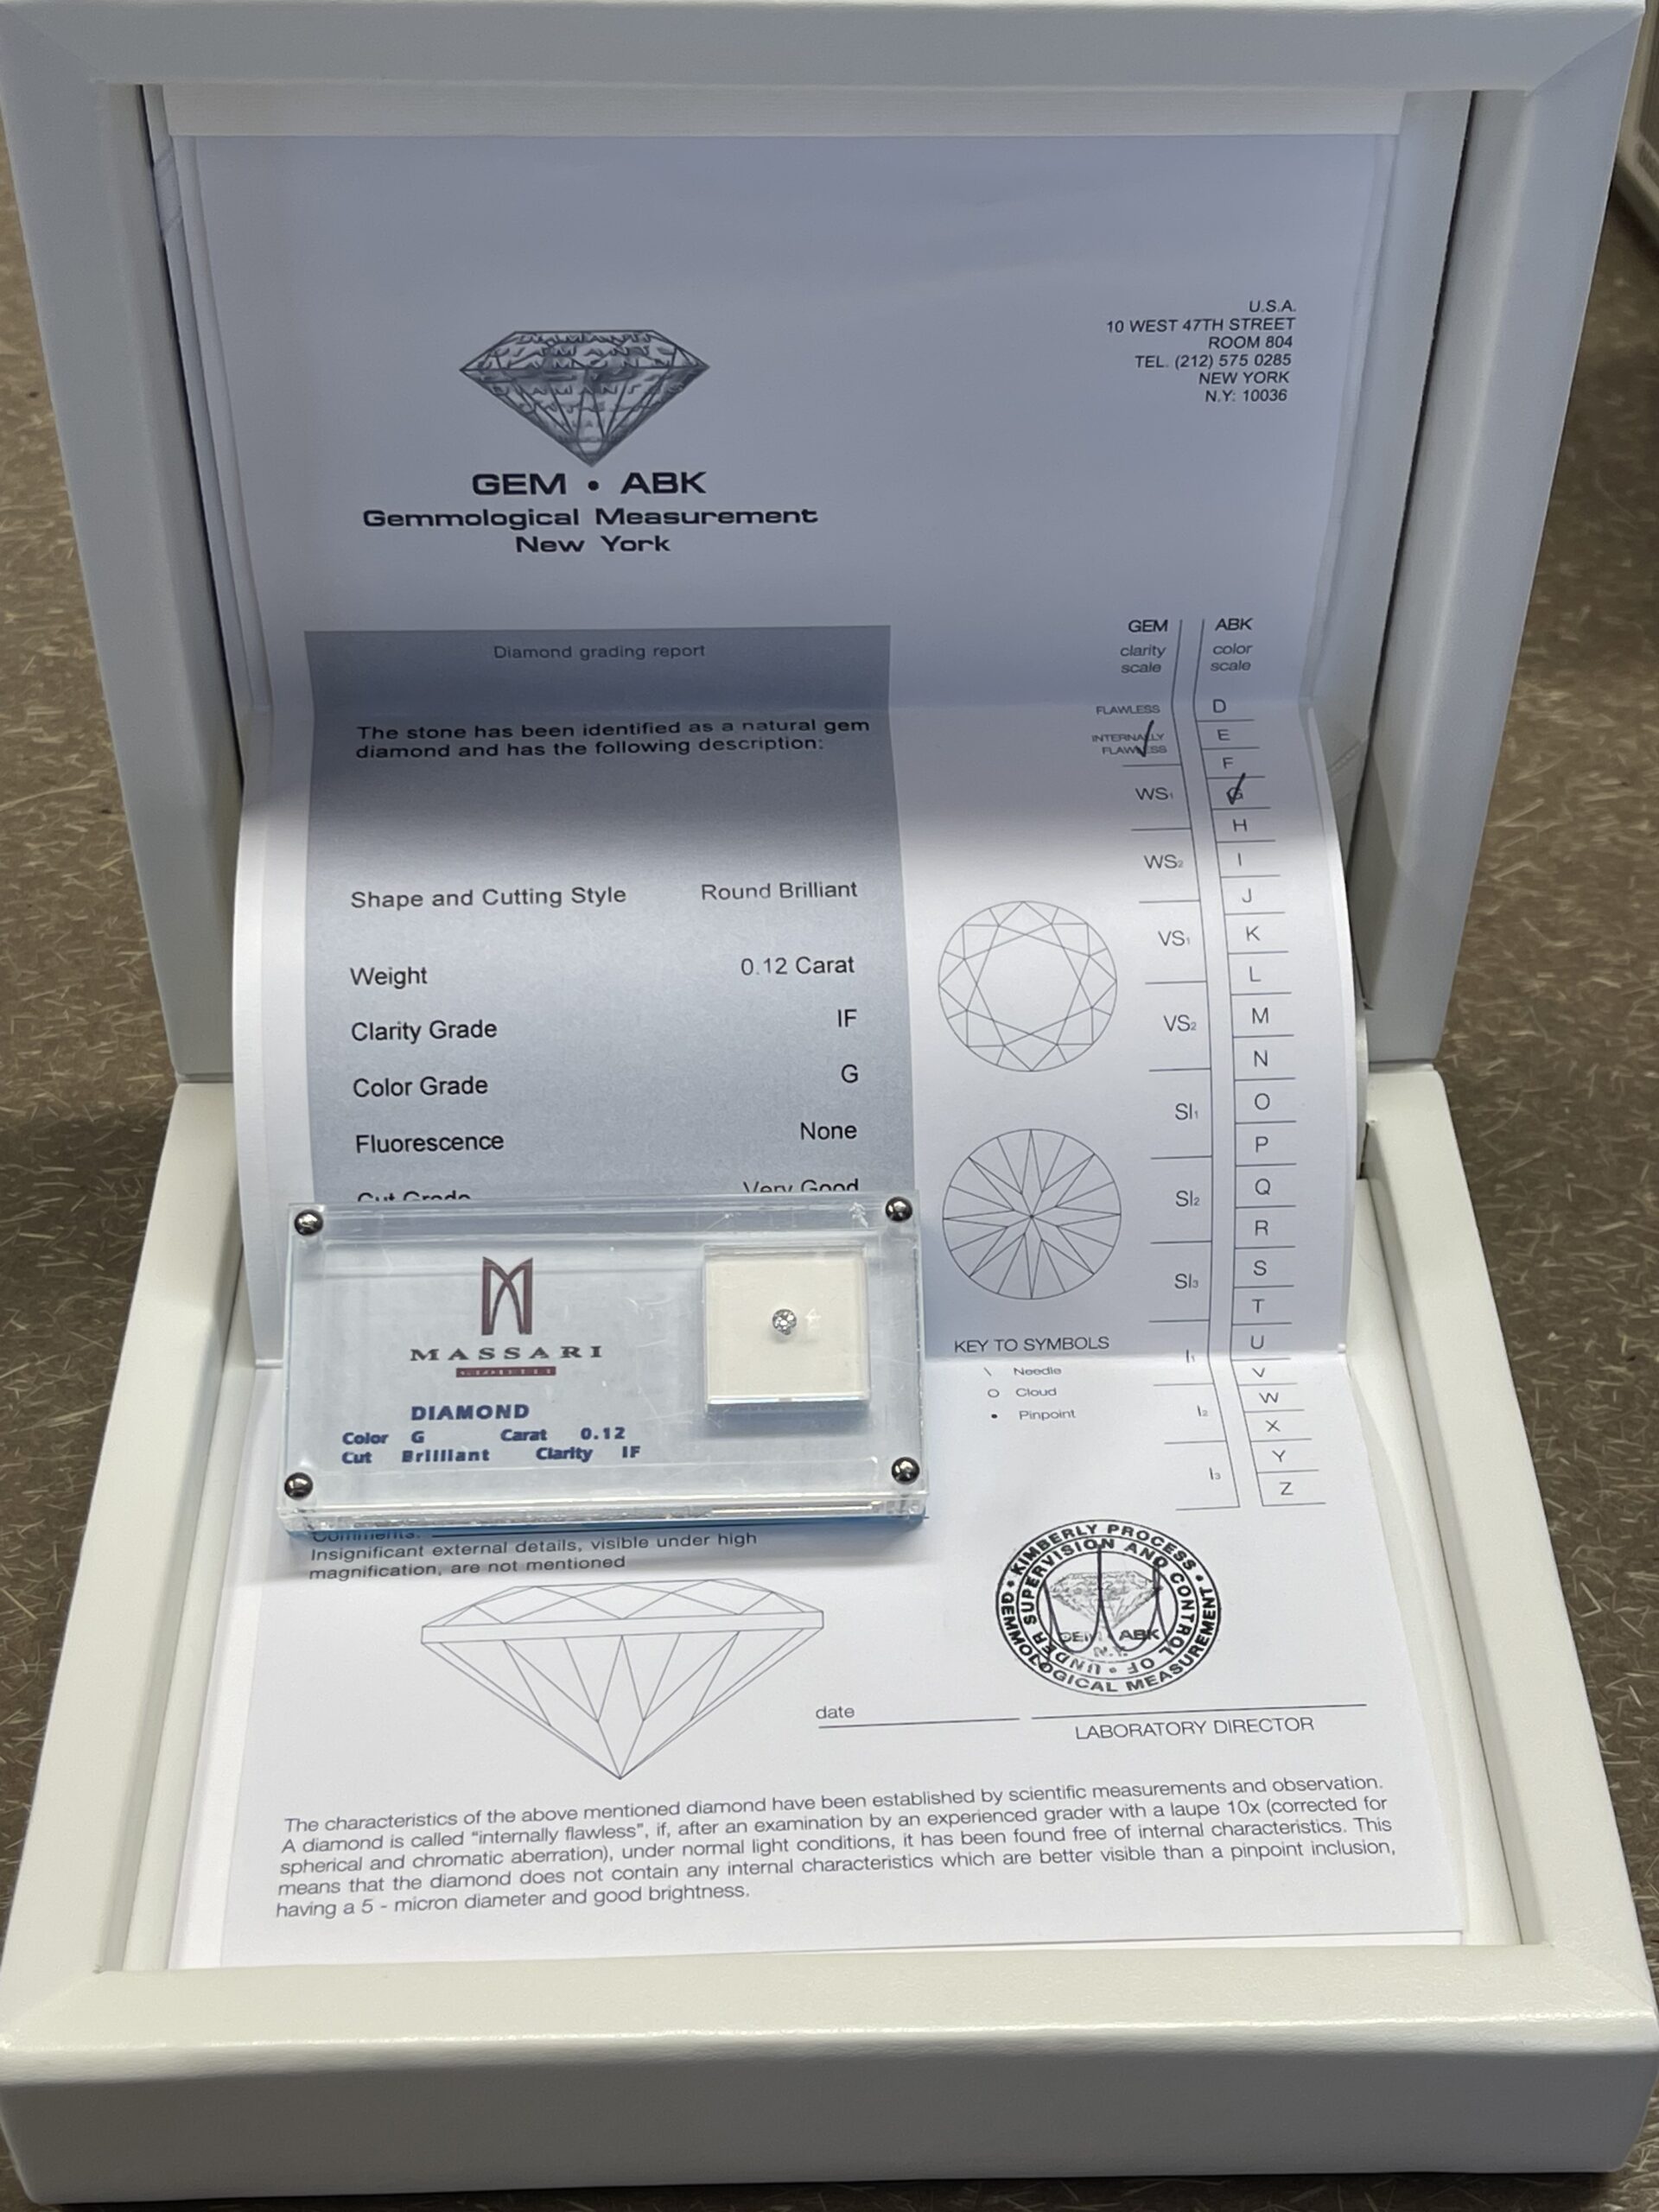 U.S.A.
10 WEST 47TH STREET
ROOM 804
TEL. (212) 575 0285
NEW YORK
N.Y: 10036
GEM • ABK
Gemmological Measurement
New York
Diamond grading report
The stone has been identified as a natural gem
diamond and has the following description:
Shape and Cutting Style Round Brilliant
Weight 0.12 Carat
Clarity Grade IF
Color Grade G
Fluorescence None
Cut Grade Very Good
GEM ABK
clarity color
scale scale
FLAWLESS D
INTERNALLY E
FLAWLESS
F
WS1 G
H
WS2 I
J
VS1 K
L
VS2 M
N
SI1 O
P
SI2 Q
R
SI3 S
T
I1 U
V
I2 W
X
I3 Y
Z
KEY TO SYMBOLS
\ Needle
O Cloud
• Pinpoint
MASSARI
DIAMOND
Color G Carat 0.12
Cut Brilliant Clarity IF
Comments:
Insignificant external details, visible under high
magnification, are not mentioned
• KIMBERLY PROCESS •
GEMMOLOGICAL MEASUREMENT
UNDER SUPERVISION AND CONTROL OF •
GEM • ABK
N.Y.
date
LABORATORY DIRECTOR
The characteristics of the above mentioned diamond have been established by scientific measurements and observation.
A diamond is called “internally flawless”, if, after an examination by an experienced grader with a laupe 10x (corrected for
spherical and chromatic aberration), under normal light conditions, it has been found free of internal characteristics. This
means that the diamond does not contain any internal characteristics which are better visible than a pinpoint inclusion,
having a 5 - micron diameter and good brightness.